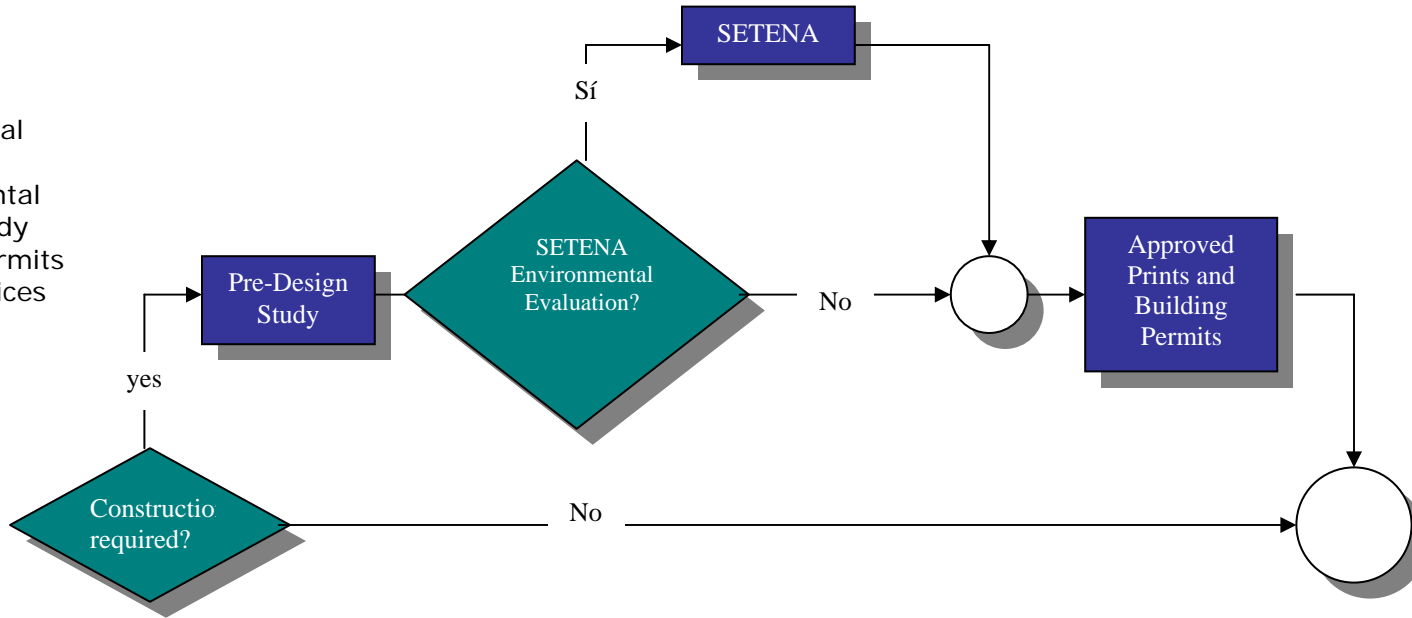 SETENA
Sí
al
ntal
dy
rmits
ices
SETENA
Environmental
Evaluation?
Pre-Design
Study
Approved
Prints and
Building
Permits
No
yes
Constructio
required?
No